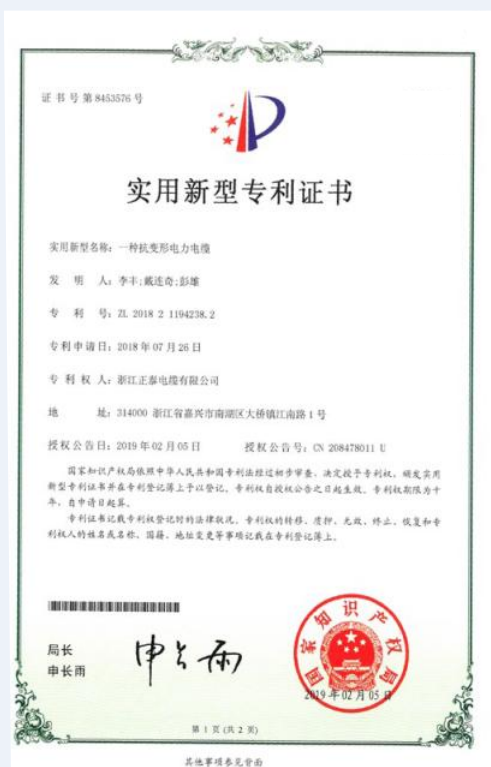 证书号第8453576号
实用新型专利证书
实用新型名称：一种抗变形电力电缆
发明人：李丰;戴连奇;彭雄
专利号：ZL 2018 2 1194238.2
专利申请日：2018年07月26日
专利权人：浙江正泰电缆有限公司
地址：314000 浙江省嘉兴市南湖区大桥镇江南路1号
授权公告日：2019年02月05日 授权公告号：CN 208478011 U
国家知识产权局依照中华人民共和国专利法经过初步审查，决定授予专利权，颁发实用
新型专利证书并在专利登记簿上予以登记。专利权自授权公告之日起生效。专利权期限为十
年，自申请日起算。
专利证书记载专利权登记时的法律状况。专利权的转移、质押、无效、终止、恢复和专
利权人的姓名或名称、国籍、地址变更等事项记载在专利登记簿上。
局长
申长雨
申长雨
国家知识产权局
2019年02月05日
第1页(共2页)
其他事项参见背面